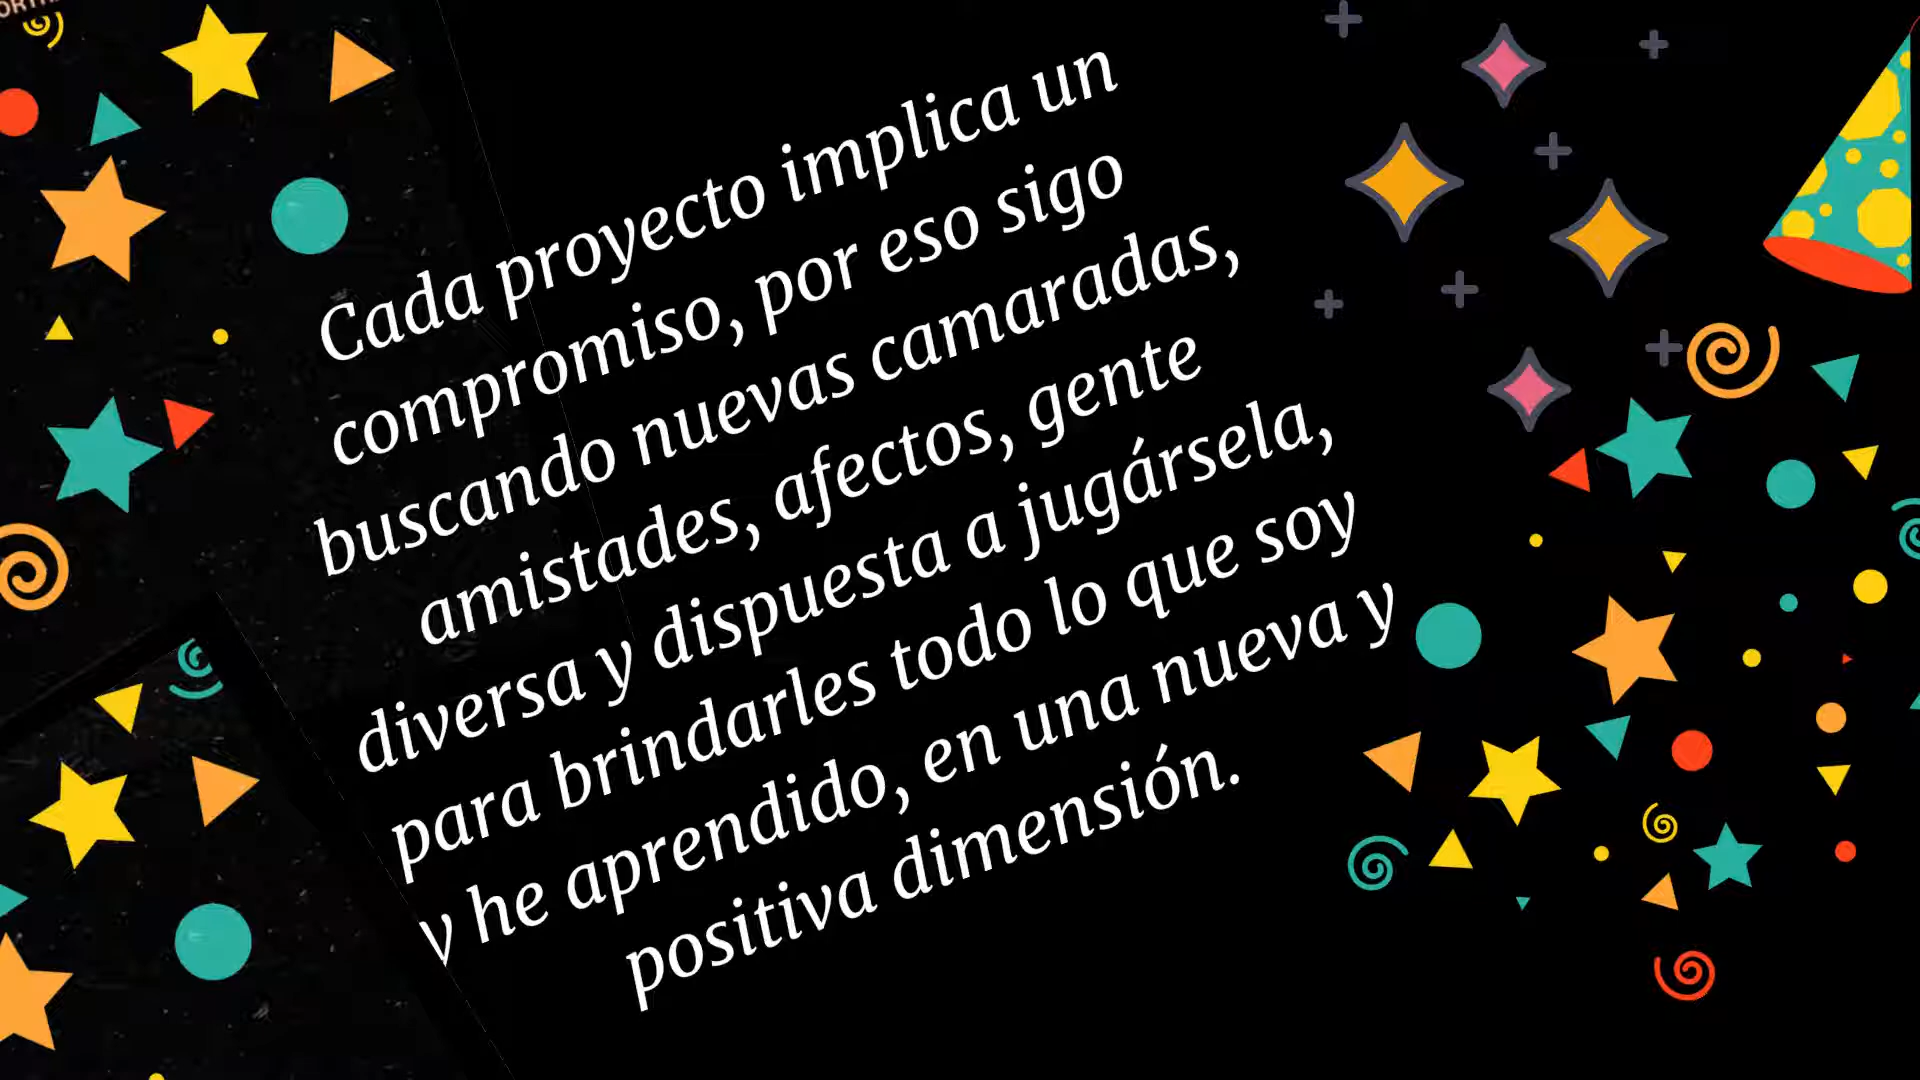 Cada proyecto implica un
compromiso, por eso sigo
buscando nuevas camaradas,
amistades, afectos, gente
diversa y dispuesta a jugársela,
para brindarles todo lo que soy
y he aprendido, en una nueva y
positiva dimensión.